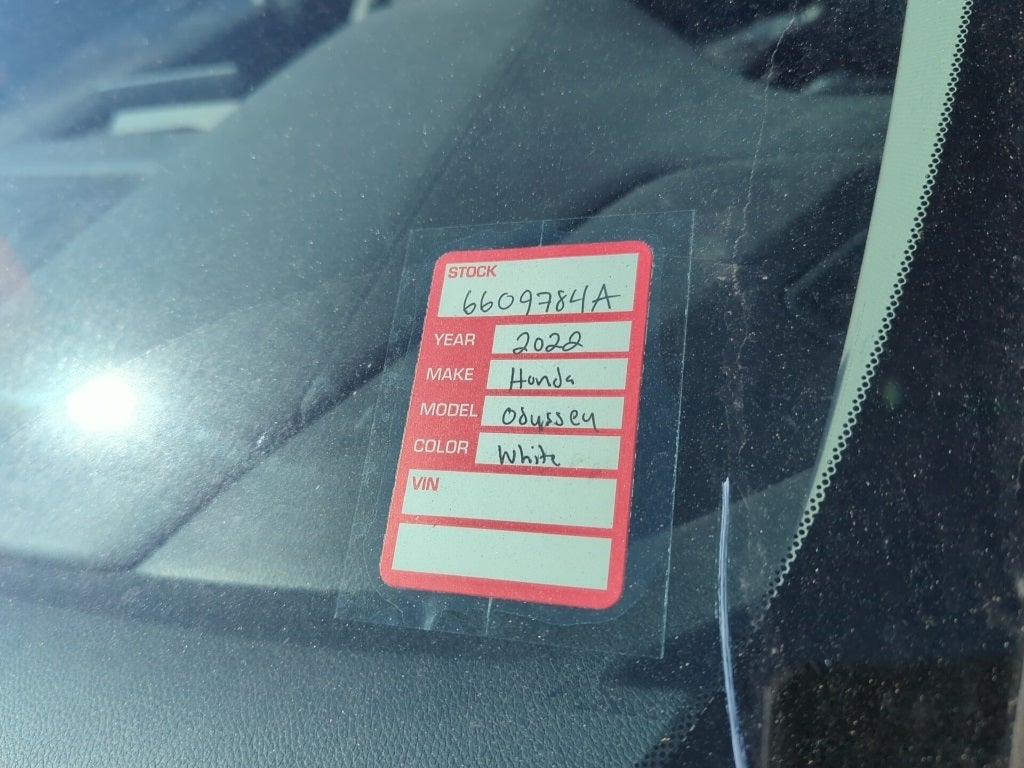 STOCK
6609784A
YEAR 2022
MAKE Honda
MODEL Odyssey
COLOR White
VIN